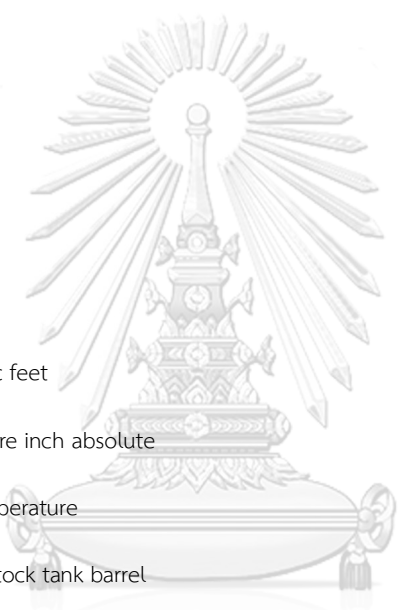 feet
re inch absolute
perature
tock tank barrel